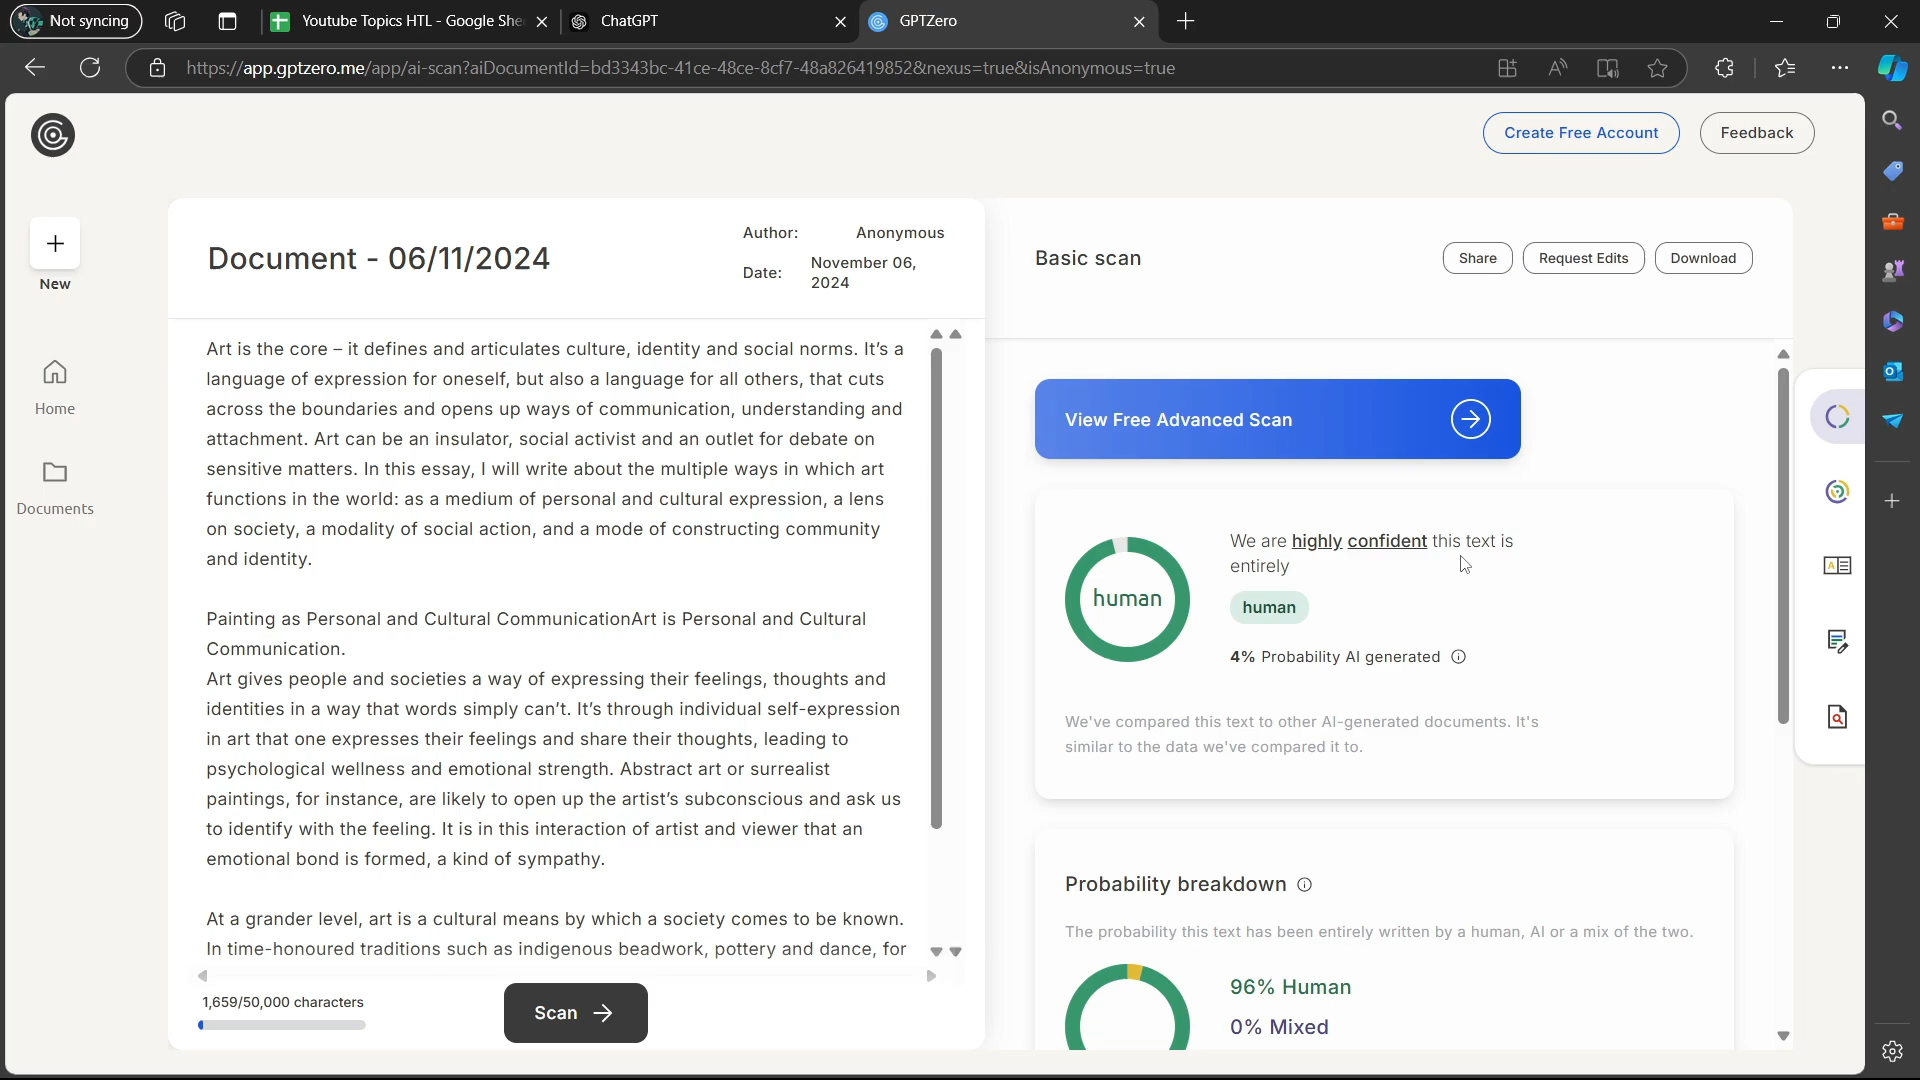 Not syncing
Youtube Topics HTL - Google She
ChatGPT
GPTZero
https://app.gptzero.me/app/ai-scan?aiDocumentId=bd3343bc-41ce-48ce-8cf7-48a826419852&nexus=true&isAnonymous=true
Create Free Account
Feedback
New
Home
Documents
Document - 06/11/2024
Author: Anonymous
Date: November 06,
2024
Art is the core – it defines and articulates culture, identity and social norms. It’s a
language of expression for oneself, but also a language for all others, that cuts
across the boundaries and opens up ways of communication, understanding and
attachment. Art can be an insulator, social activist and an outlet for debate on
sensitive matters. In this essay, I will write about the multiple ways in which art
functions in the world: as a medium of personal and cultural expression, a lens
on society, a modality of social action, and a mode of constructing community
and identity.
Painting as Personal and Cultural CommunicationArt is Personal and Cultural
Communication.
Art gives people and societies a way of expressing their feelings, thoughts and
identities in a way that words simply can’t. It’s through individual self-expression
in art that one expresses their feelings and share their thoughts, leading to
psychological wellness and emotional strength. Abstract art or surrealist
paintings, for instance, are likely to open up the artist’s subconscious and ask us
to identify with the feeling. It is in this interaction of artist and viewer that an
emotional bond is formed, a kind of sympathy.
At a grander level, art is a cultural means by which a society comes to be known.
In time-honoured traditions such as indigenous beadwork, pottery and dance, for
1,659/50,000 characters
Scan
Basic scan
Share
Request Edits
Download
View Free Advanced Scan
human
We are highly confident this text is
entirely
human
4% Probability AI generated
We've compared this text to other AI-generated documents. It's
similar to the data we've compared it to.
Probability breakdown
The probability this text has been entirely written by a human, AI or a mix of the two.
96% Human
0% Mixed